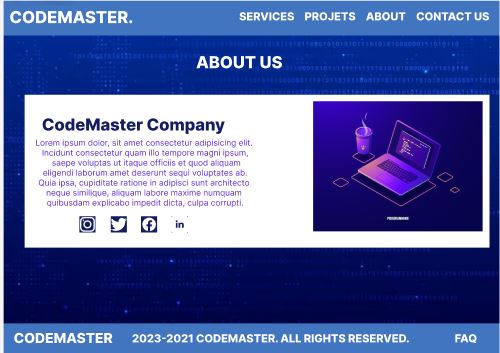 CODEMASTER.
SERVICES PROJETS ABOUT CONTACT US
ABOUT US
CodeMaster Company
Lorem ipsum dolor, sit amet consectetur adipisicing elit.
Incidunt consectetur quam illo tempore magni ipsum,
saepe voluptas ut itaque officiis et quod aliquam
eligendi laborum amet deserunt sequi voluptates ab.
Quia ipsa, cupiditate ratione in adipisci sunt architecto
neque similique, aliquam labore maxime numquam
quibusdam explicabo impedit dicta, culpa corrupti.
in
PROGRAMMING
CODEMASTER
2023-2021 CODEMASTER. ALL RIGHTS RESERVED.
FAQ